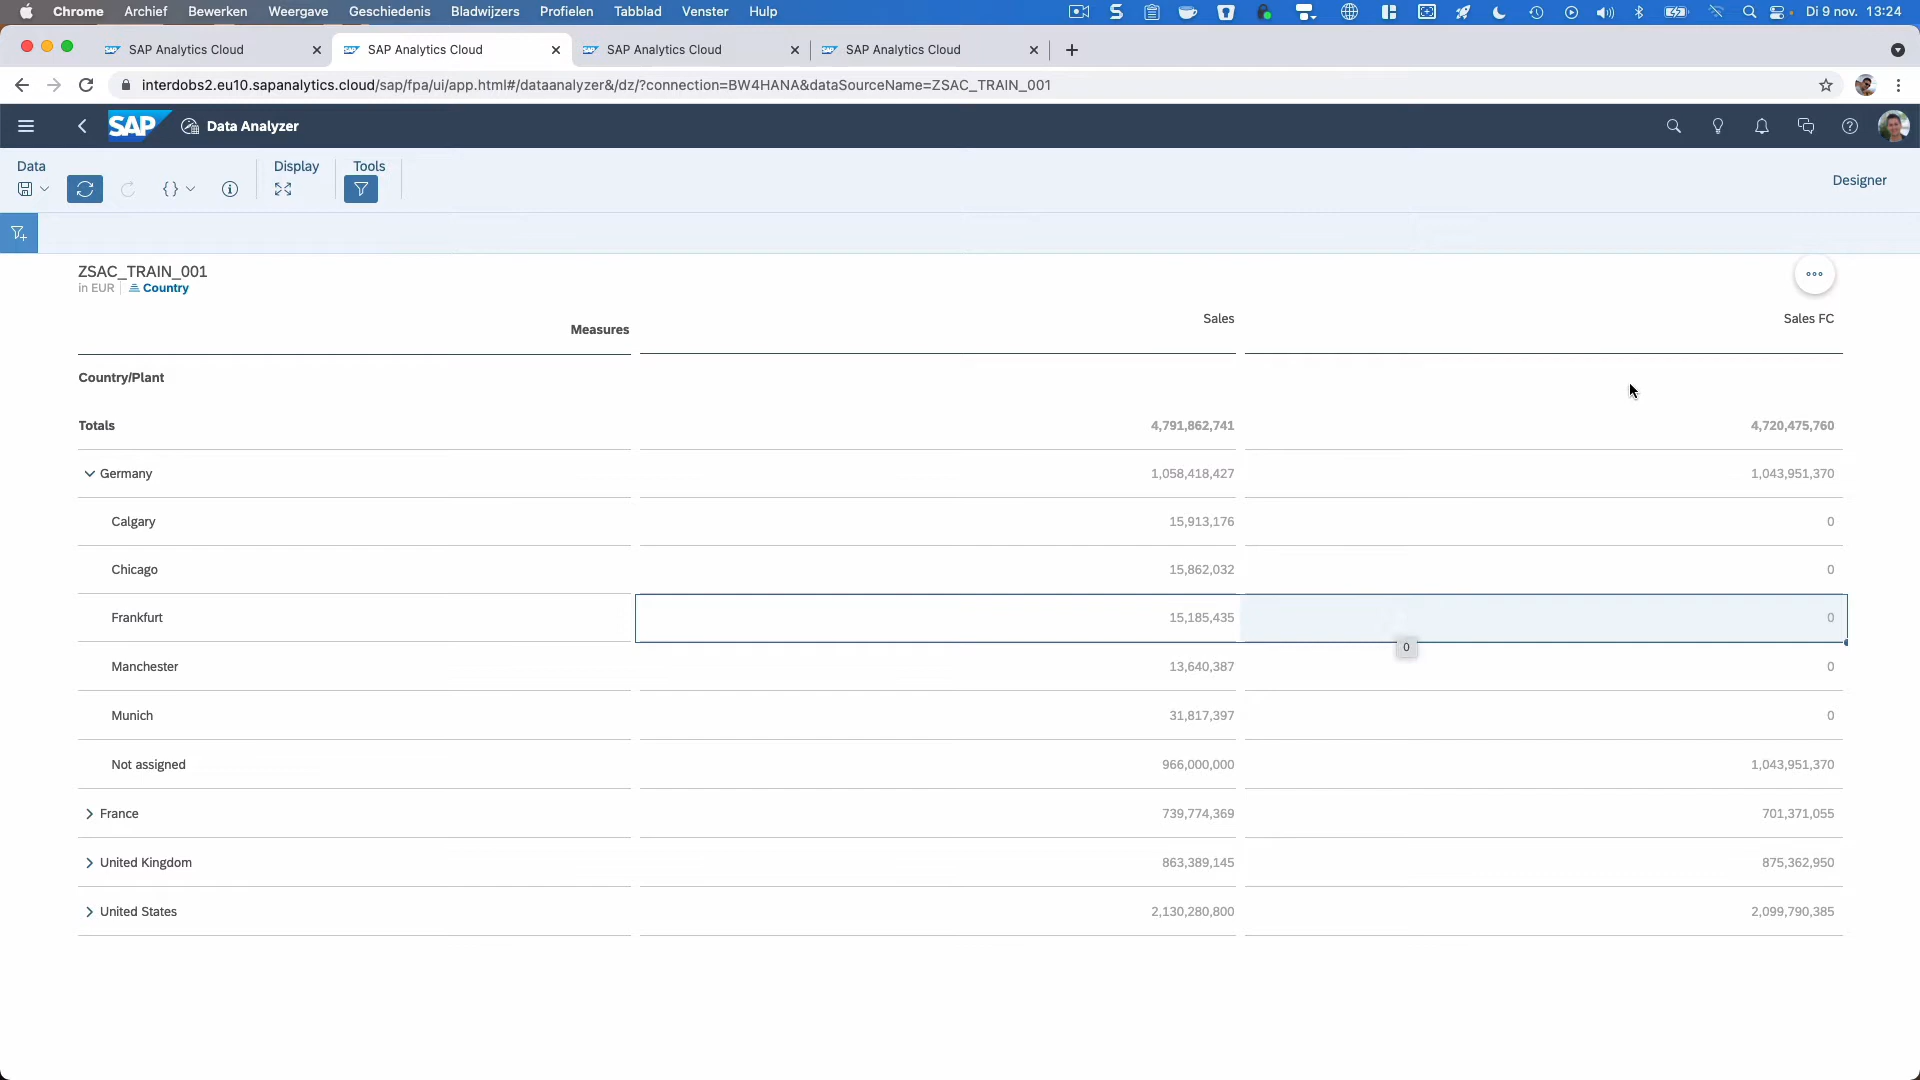 Chrome Archief Bewerken Weergave Geschiedenis Bladwijzers Profielen Tabblad Venster Hulp Di 9 nov. 13:24
SAP Analytics Cloud SAP Analytics Cloud SAP Analytics Cloud SAP Analytics Cloud
interdobs2.eu10.sapanalytics.cloud/sap/fpa/ui/app.html#/dataanalyzer&/dz/?connection=BW4HANA&dataSourceName=ZSAC_TRAIN_001
SAP Data Analyzer
Data Display Tools
Designer
ZSAC_TRAIN_001
in EUR Country
Measures Sales Sales FC
Country/Plant
Totals 4,791,862,741 4,720,475,760
Germany 1,058,418,427 1,043,951,370
Calgary 15,913,176 0
Chicago 15,862,032 0
Frankfurt 15,185,435 0
0
Manchester 13,640,387 0
Munich 31,817,397 0
Not assigned 966,000,000 1,043,951,370
France 739,774,369 701,371,055
United Kingdom 863,389,145 875,362,950
United States 2,130,280,800 2,099,790,385